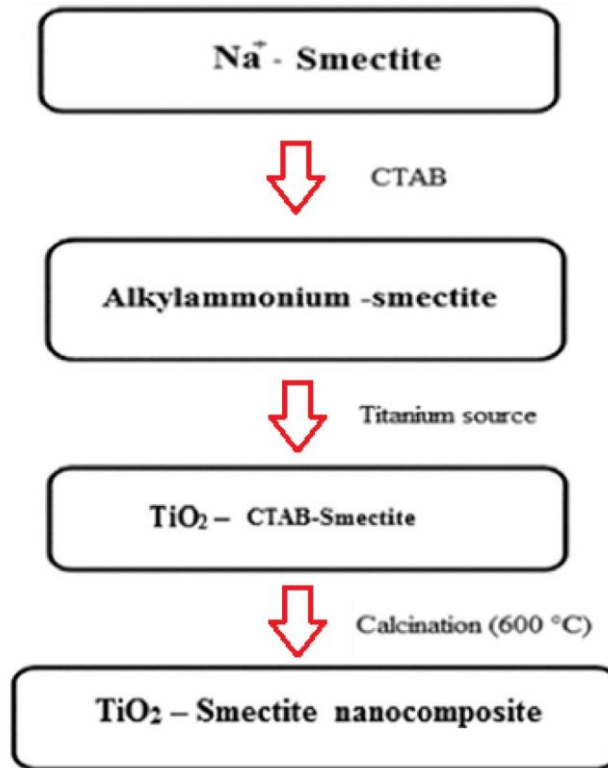 Na⁺ - Smectite
CTAB
Alkylammonium -smectite
Titanium source
TiO₂ – CTAB-Smectite
Calcination (600 °C)
TiO₂ – Smectite nanocomposite